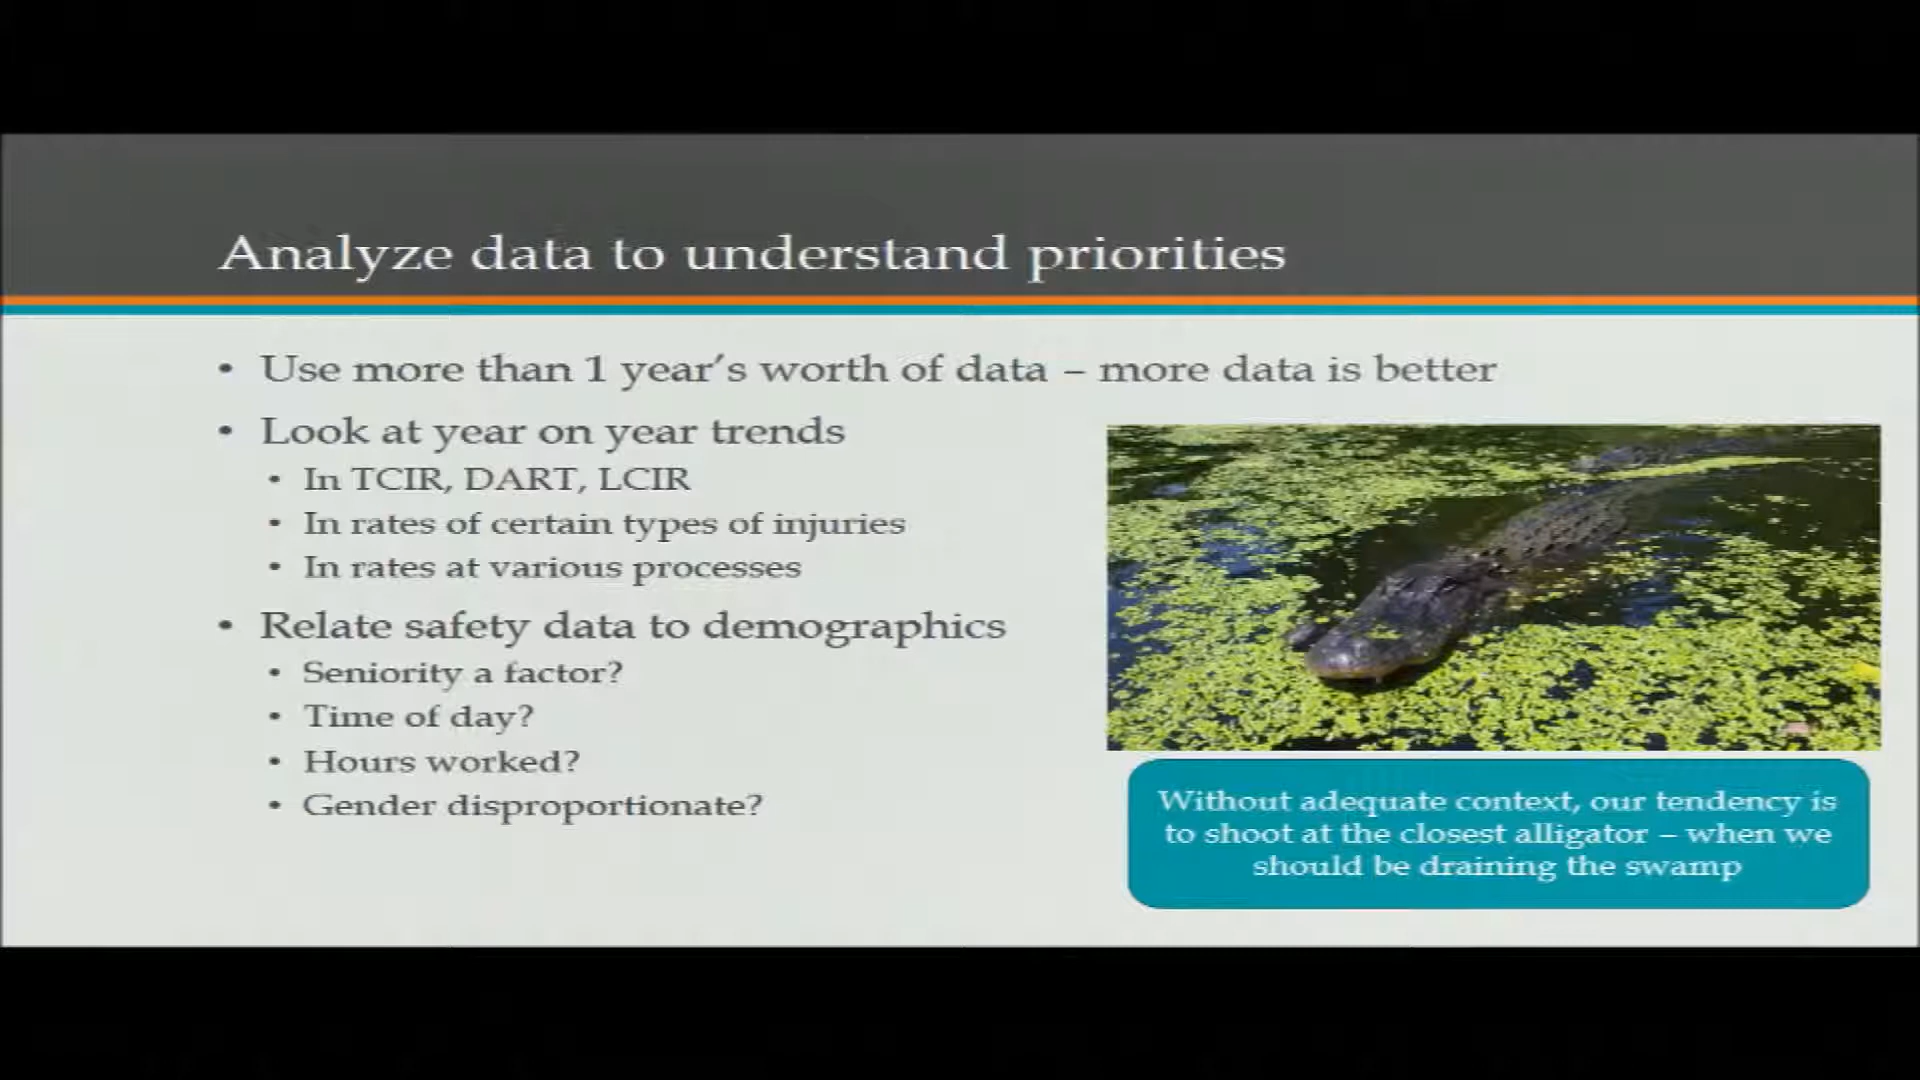 Analyze data to understand priorities
• Use more than 1 year's worth of data – more data is better
• Look at year on year trends
• In TCIR, DART, LCIR
• In rates of certain types of injuries
• In rates at various processes
• Relate safety data to demographics
• Seniority a factor?
• Time of day?
• Hours worked?
• Gender disproportionate?
Without adequate context, our tendency is
to shoot at the closest alligator – when we
should be draining the swamp